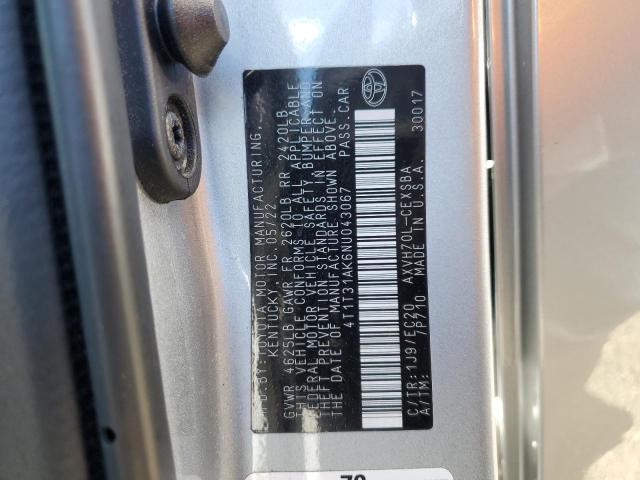 MFD.BY:TOYOTA MOTOR MANUFACTURING,
KENTUCKY, INC. 05/22
GVWR 4625LB GAWR FR 2620LB RR 2420LB
THIS VEHICLE CONFORMS TO ALL APPLICABLE
FEDERAL MOTOR VEHICLE SAFETY, BUMPER AND
THEFT PREVENTION STANDARDS IN EFFECT ON
THE DATE OF MANUFACTURE SHOWN ABOVE.
4T1T31AK6NU043067 PASS.CAR
C/TR:1J9/EC20 AXVH70L-CEXSBA
A/TM: /P710 MADE IN U.S.A. 30017